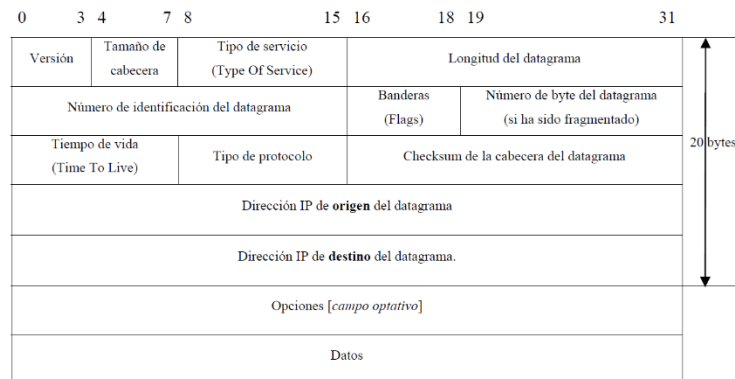 0 3 4 7 8 15 16 18 19 31
Versión
Tamaño de
cabecera
Tipo de servicio
(Type Of Service)
Longitud del datagrama
Número de identificación del datagrama
Banderas
(Flags)
Número de byte del datagrama
(si ha sido fragmentado)
Tiempo de vida
(Time To Live)
Tipo de protocolo
Checksum de la cabecera del datagrama
20 bytes
Dirección IP de origen del datagrama
Dirección IP de destino del datagrama.
Opciones [campo optativo]
Datos